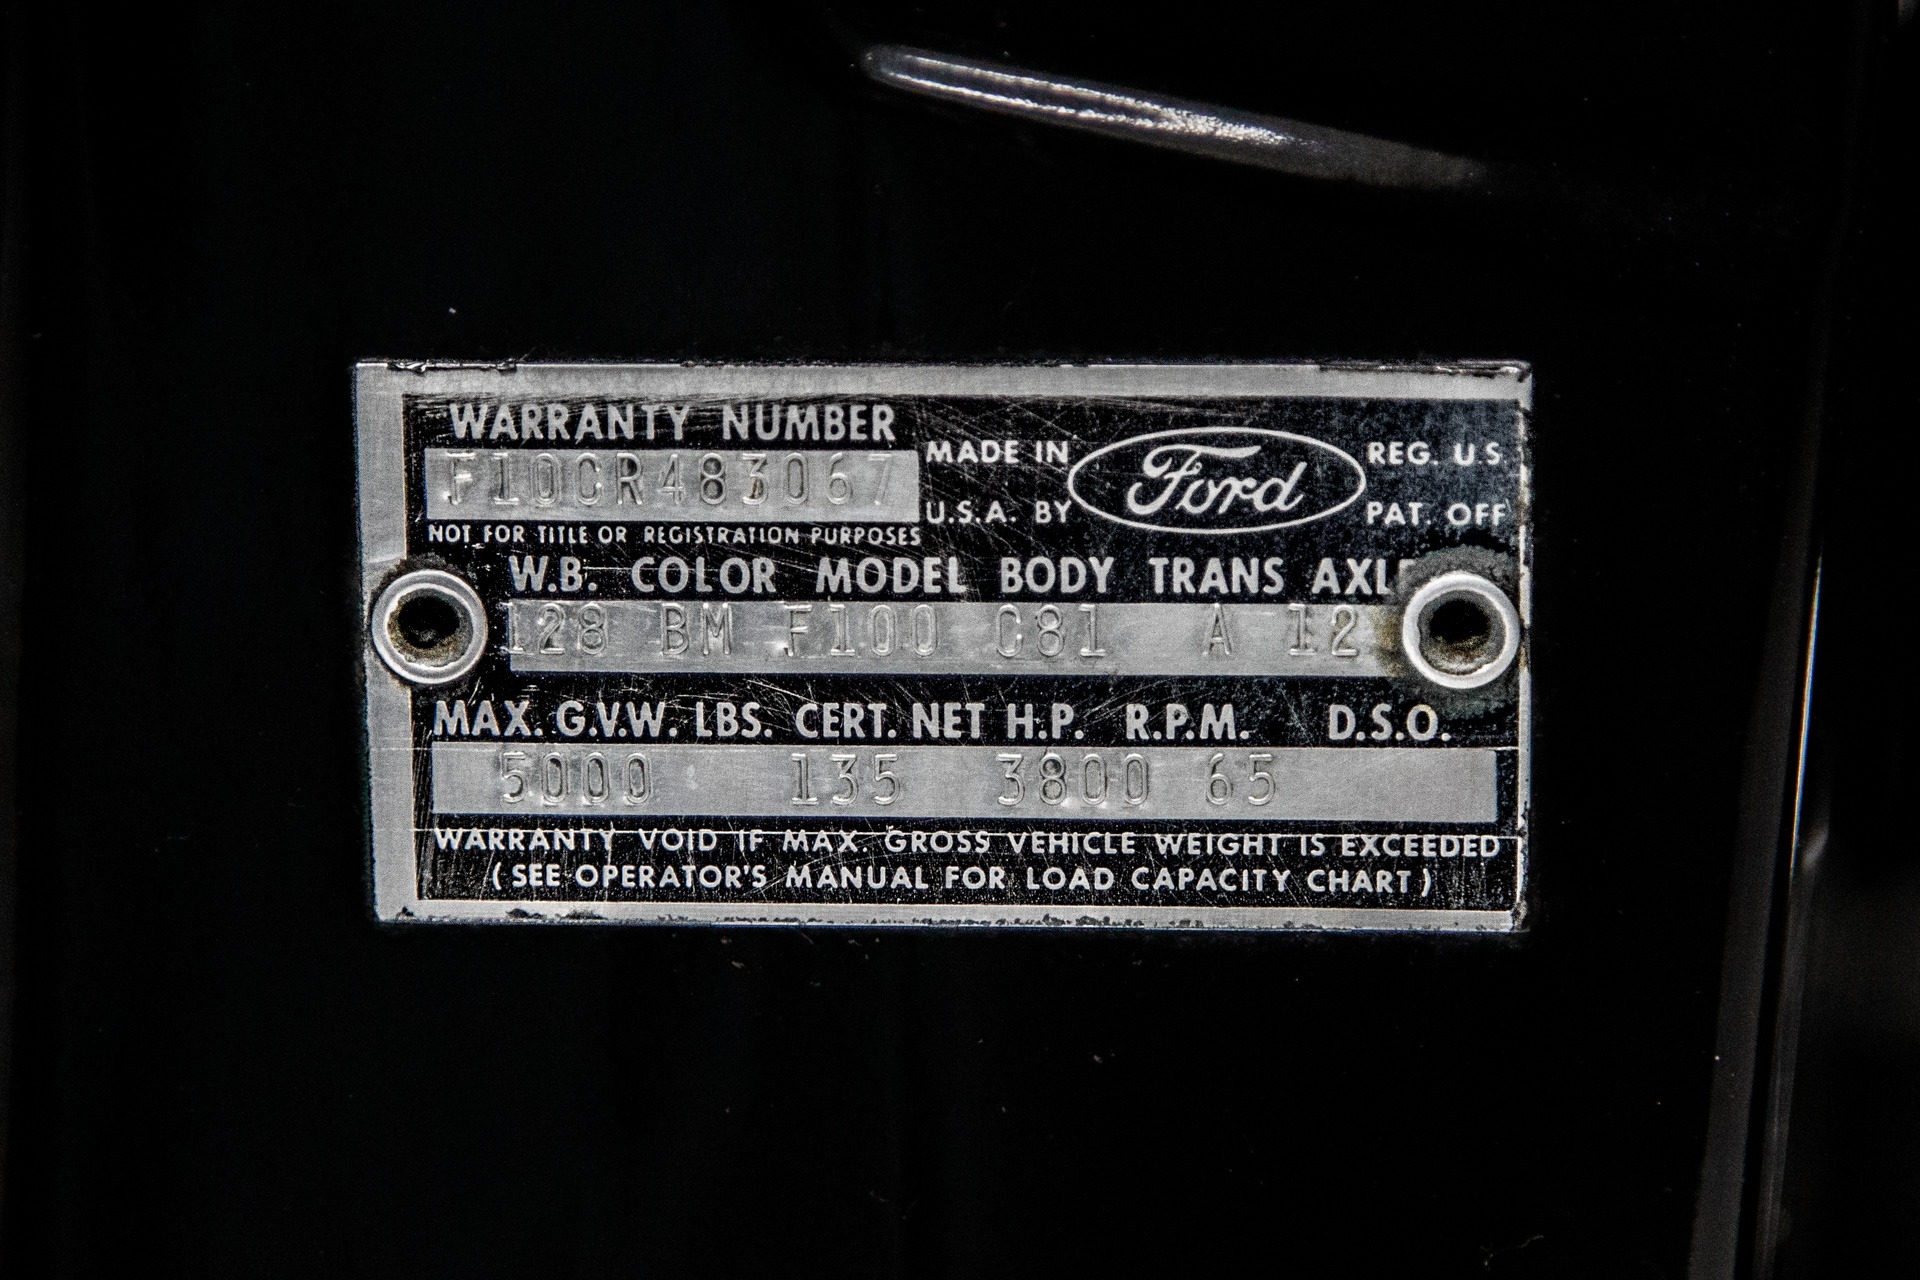 WARRANTY NUMBER
F10CR483067
NOT FOR TITLE OR REGISTRATION PURPOSES
MADE IN
U.S.A. BY
Ford
REG. U.S.
PAT. OFF
W.B. COLOR MODEL BODY TRANS AXLE
128 BM F100 C81 A 12
MAX. G.V.W. LBS. CERT. NET H.P. R.P.M. D.S.O.
5000 135 3800 65
WARRANTY VOID IF MAX. GROSS VEHICLE WEIGHT IS EXCEEDED
(SEE OPERATOR'S MANUAL FOR LOAD CAPACITY CHART)